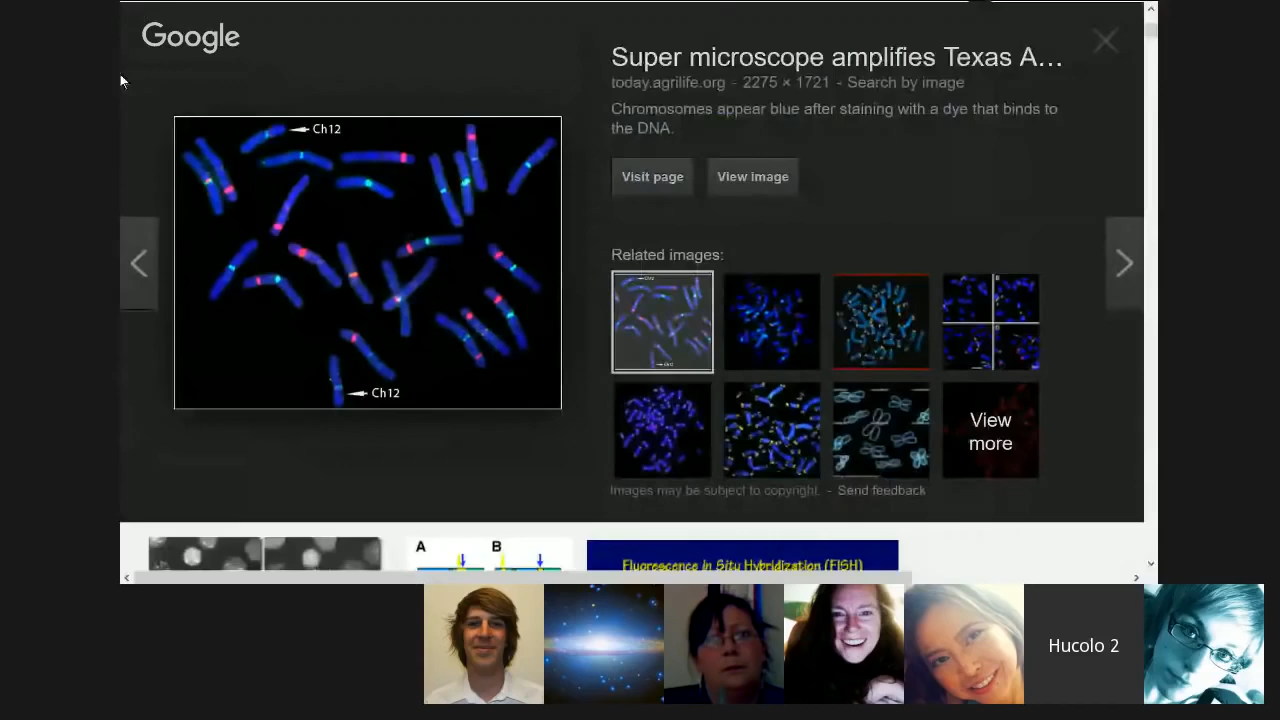 Google
Super microscope amplifies Texas A...
today.agrilife.org - 2275 × 1721 - Search by image
Chromosomes appear blue after staining with a dye that binds to
the DNA.
Ch12
Visit page
View image
Related images:
Ch12
View
more
Images may be subject to copyright. - Send feedback
A
B
Fluorescence In Situ Hybridization (FISH)
Hucolo 2